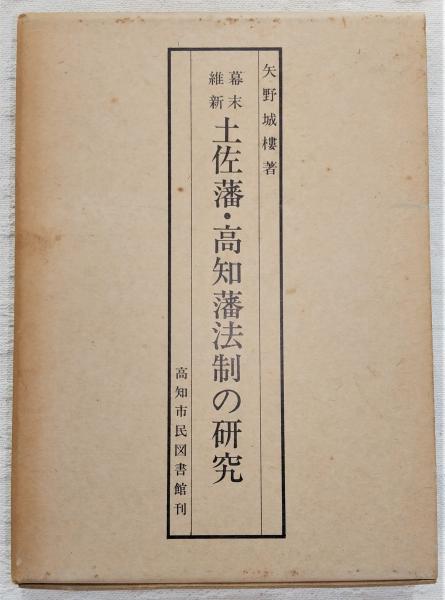 矢野城樓著
幕末
維新
土佐藩・高知藩法制の研究
高知市民図書館刊